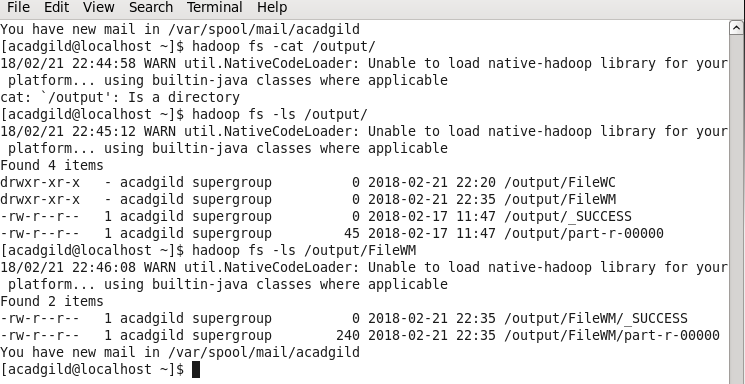 File Edit View Search Terminal Help
You have new mail in /var/spool/mail/acadgild
[acadgild@localhost ~]$ hadoop fs -cat /output/
18/02/21 22:44:58 WARN util.NativeCodeLoader: Unable to load native-hadoop library for your
 platform... using builtin-java classes where applicable
cat: `/output': Is a directory
[acadgild@localhost ~]$ hadoop fs -ls /output/
18/02/21 22:45:12 WARN util.NativeCodeLoader: Unable to load native-hadoop library for your
 platform... using builtin-java classes where applicable
Found 4 items
drwxr-xr-x   - acadgild supergroup          0 2018-02-21 22:20 /output/FileWC
drwxr-xr-x   - acadgild supergroup          0 2018-02-21 22:35 /output/FileWM
-rw-r--r--   1 acadgild supergroup          0 2018-02-17 11:47 /output/_SUCCESS
-rw-r--r--   1 acadgild supergroup         45 2018-02-17 11:47 /output/part-r-00000
[acadgild@localhost ~]$ hadoop fs -ls /output/FileWM
18/02/21 22:46:08 WARN util.NativeCodeLoader: Unable to load native-hadoop library for your
 platform... using builtin-java classes where applicable
Found 2 items
-rw-r--r--   1 acadgild supergroup          0 2018-02-21 22:35 /output/FileWM/_SUCCESS
-rw-r--r--   1 acadgild supergroup        240 2018-02-21 22:35 /output/FileWM/part-r-00000
You have new mail in /var/spool/mail/acadgild
[acadgild@localhost ~]$